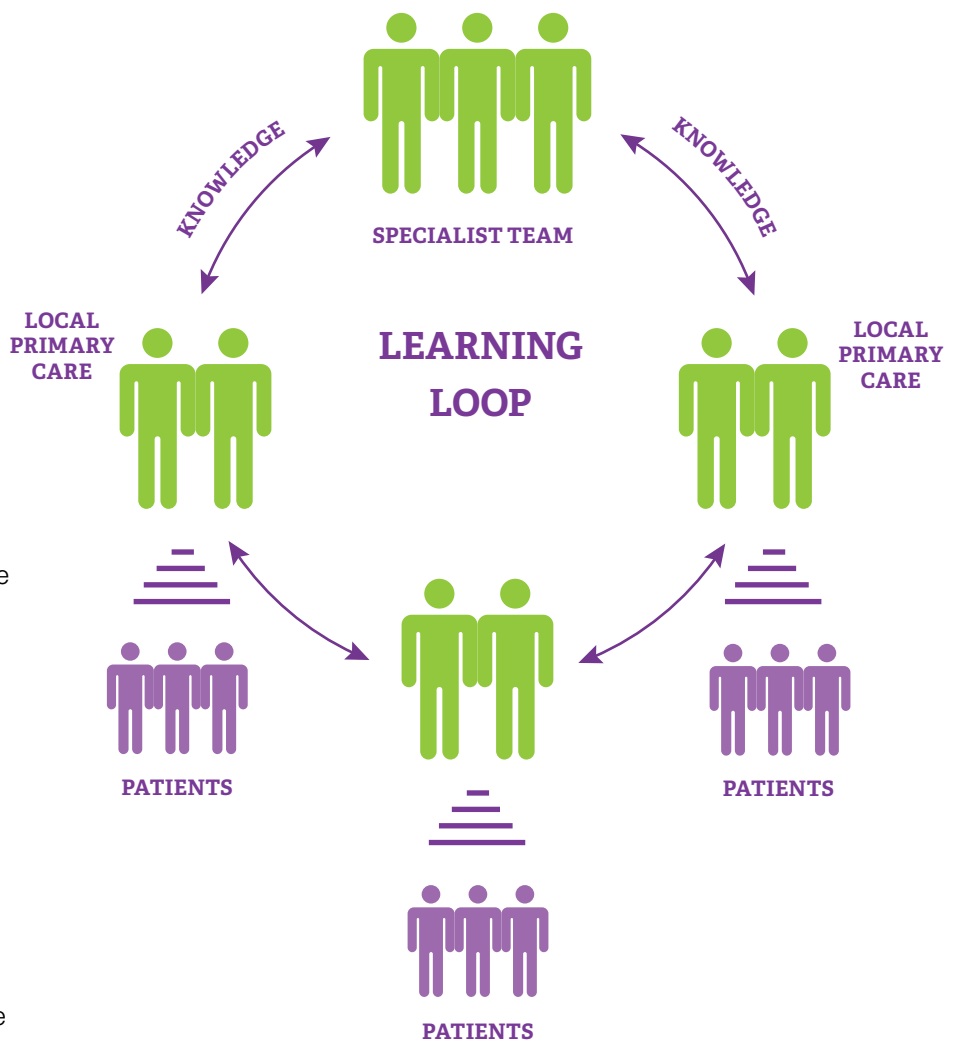 KNOWLEDGE
KNOWLEDGE
SPECIALIST TEAM
LOCAL
PRIMARY
CARE
LEARNING
LOOP
LOCAL
PRIMARY
CARE
e
PATIENTS
PATIENTS
e
PATIENTS